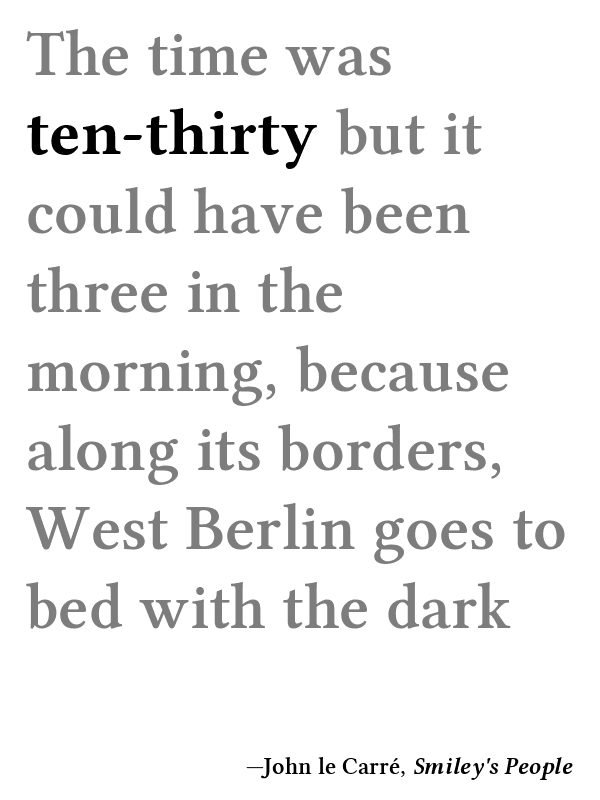 The time was
ten-thirty but it
could have been
three in the
morning, because
along its borders,
West Berlin goes to
bed with the dark
—John le Carré, Smiley's People